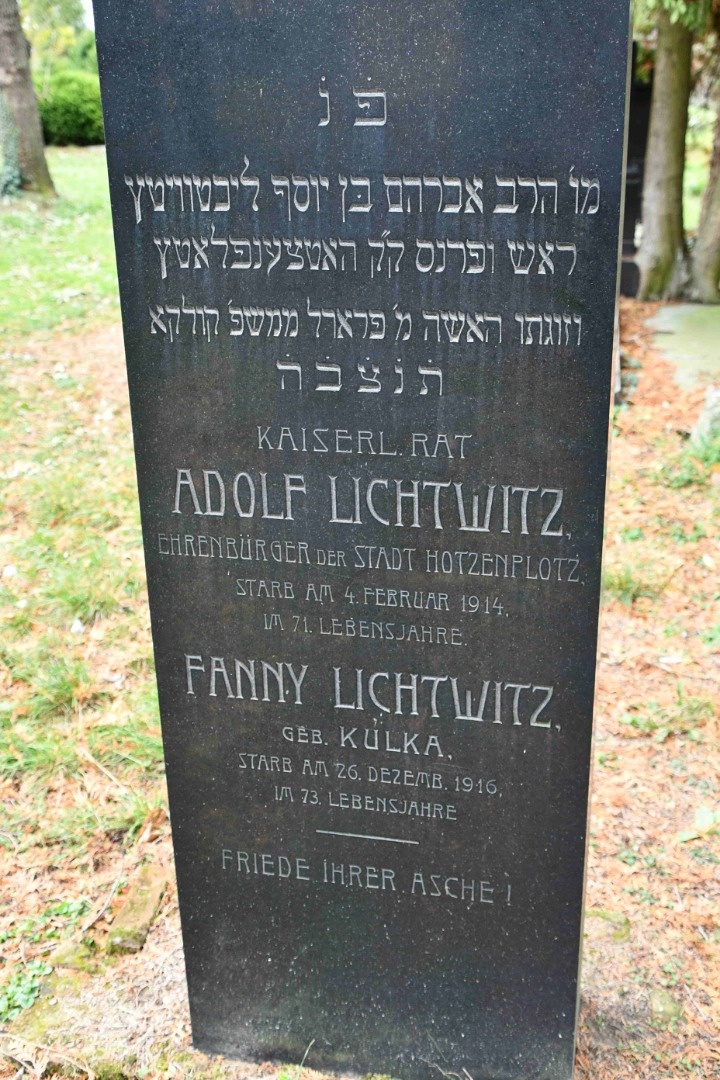 פ נ
מו׳ הרב אברהם בן יוסף ליכטוויטץ
ראש ופרנס ק״ק האטצענפלאטץ
וזוגתו האשה מ׳ פארדל ממשפ׳ קולקא
ת נ צ ב ה
KAISERL. RAT
ADOLF LICHTWITZ,
EHRENBÜRGER DER STADT HOTZENPLOTZ,
STARB AM 4. FEBRUAR 1914,
IM 71. LEBENSJAHRE.
FANNY LICHTWITZ,
GEB. KULKA,
STARB AM 26. DEZEMB. 1916,
IM 73. LEBENSJAHRE
FRIEDE IHRER ASCHE!